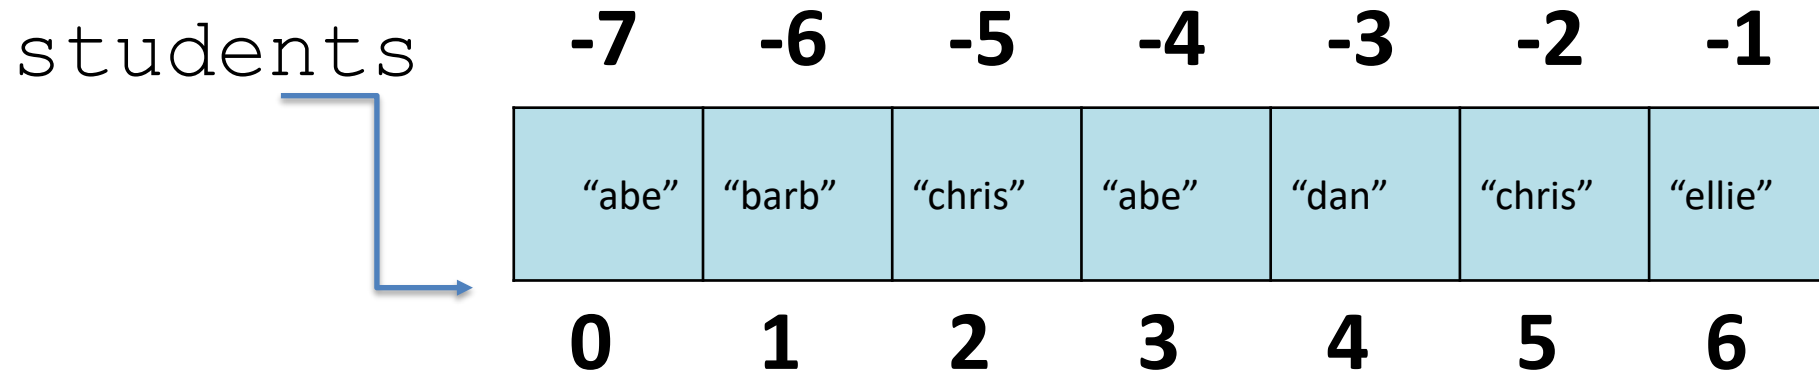 students -7 -6 -5 -4 -3 -2 -1
“abe” “barb” “chris” “abe” “dan” “chris” “ellie”
0 1 2 3 4 5 6